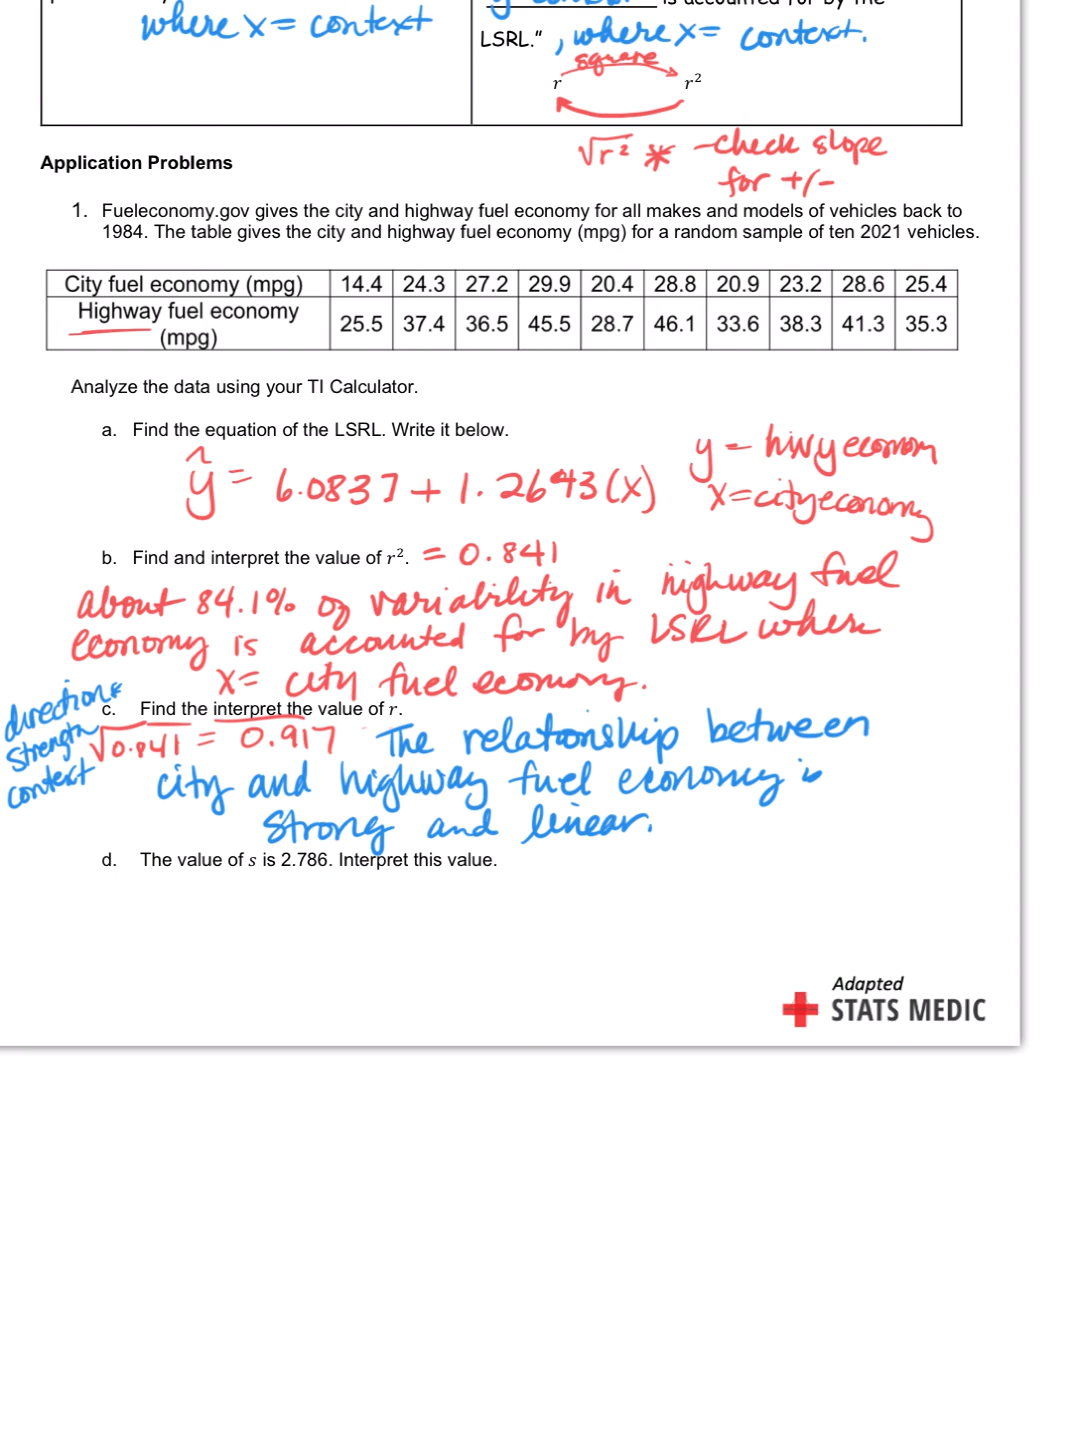 where x = context
LSRL." , where x = context.
square
r r²
√r² * -check slope
for +/-
Application Problems
1. Fueleconomy.gov gives the city and highway fuel economy for all makes and models of vehicles back to
1984. The table gives the city and highway fuel economy (mpg) for a random sample of ten 2021 vehicles.
City fuel economy (mpg) 14.4 24.3 27.2 29.9 20.4 28.8 20.9 23.2 28.6 25.4
Highway fuel economy
(mpg) 25.5 37.4 36.5 45.5 28.7 46.1 33.6 38.3 41.3 35.3
Analyze the data using your TI Calculator.
a. Find the equation of the LSRL. Write it below.
ŷ = 6.0837 + 1.2643(x) y - hiwy econom
x = city economy
b. Find and interpret the value of r². = 0.841
about 84.1% of variability in highway fuel
economy is accounted for by LSRL when
x = city fuel economy.
c. Find the interpret the value of r.
direction &
strength
context
√0.841 = 0.917 The relationship between
city and highway fuel economy is
strong and linear.
d. The value of s is 2.786. Interpret this value.
Adapted
STATS MEDIC